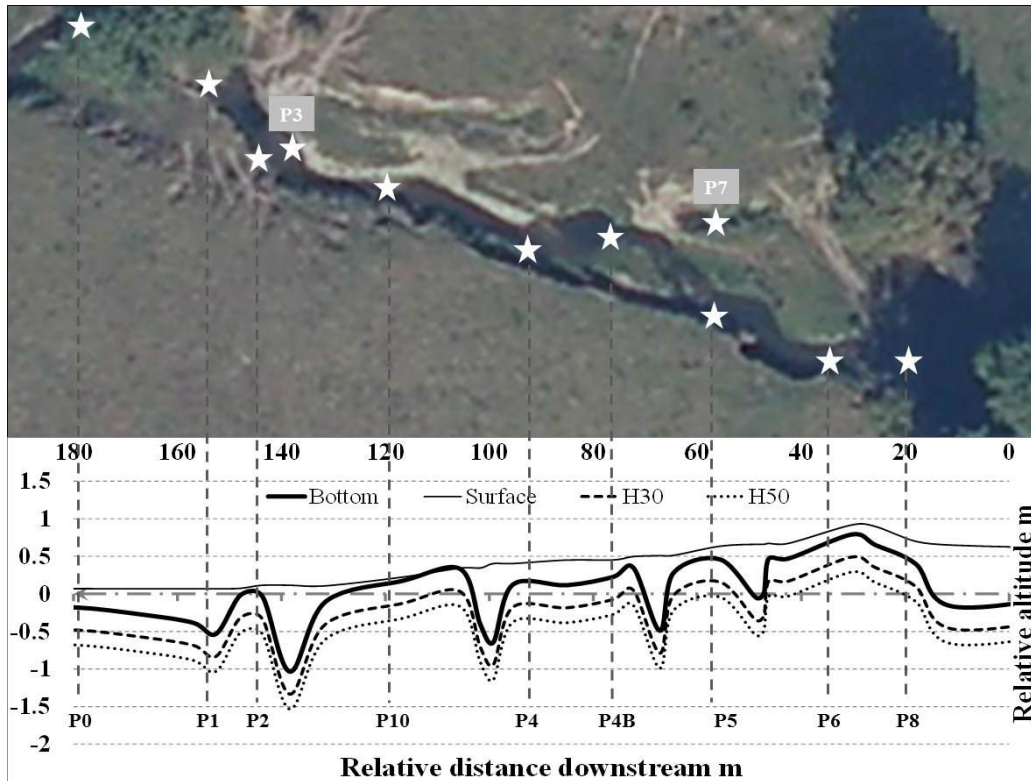 P3
P7
180 160 140 120 100 80 60 40 20 0
1.5
Bottom Surface H30 H50
1
0.5
0
-0.5
-1
-1.5
-2
P0 P1 P2 P10 P4 P4B P5 P6 P8
Relative altitude m
Relative distance downstream m